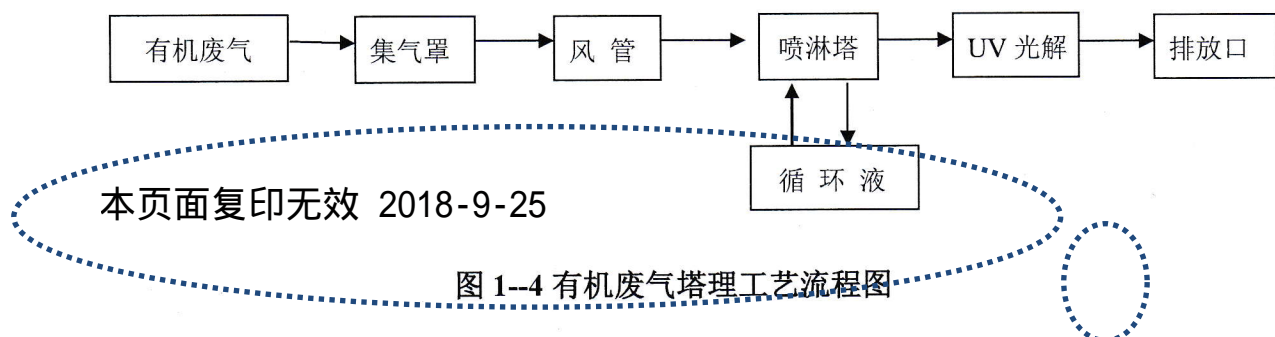 有机废气 集气罩 风 管 喷淋塔 UV 光解 排放口
循 环 液
本页面复印无效 2018-9-25
图 1--4 有机废气塔理工艺流程图